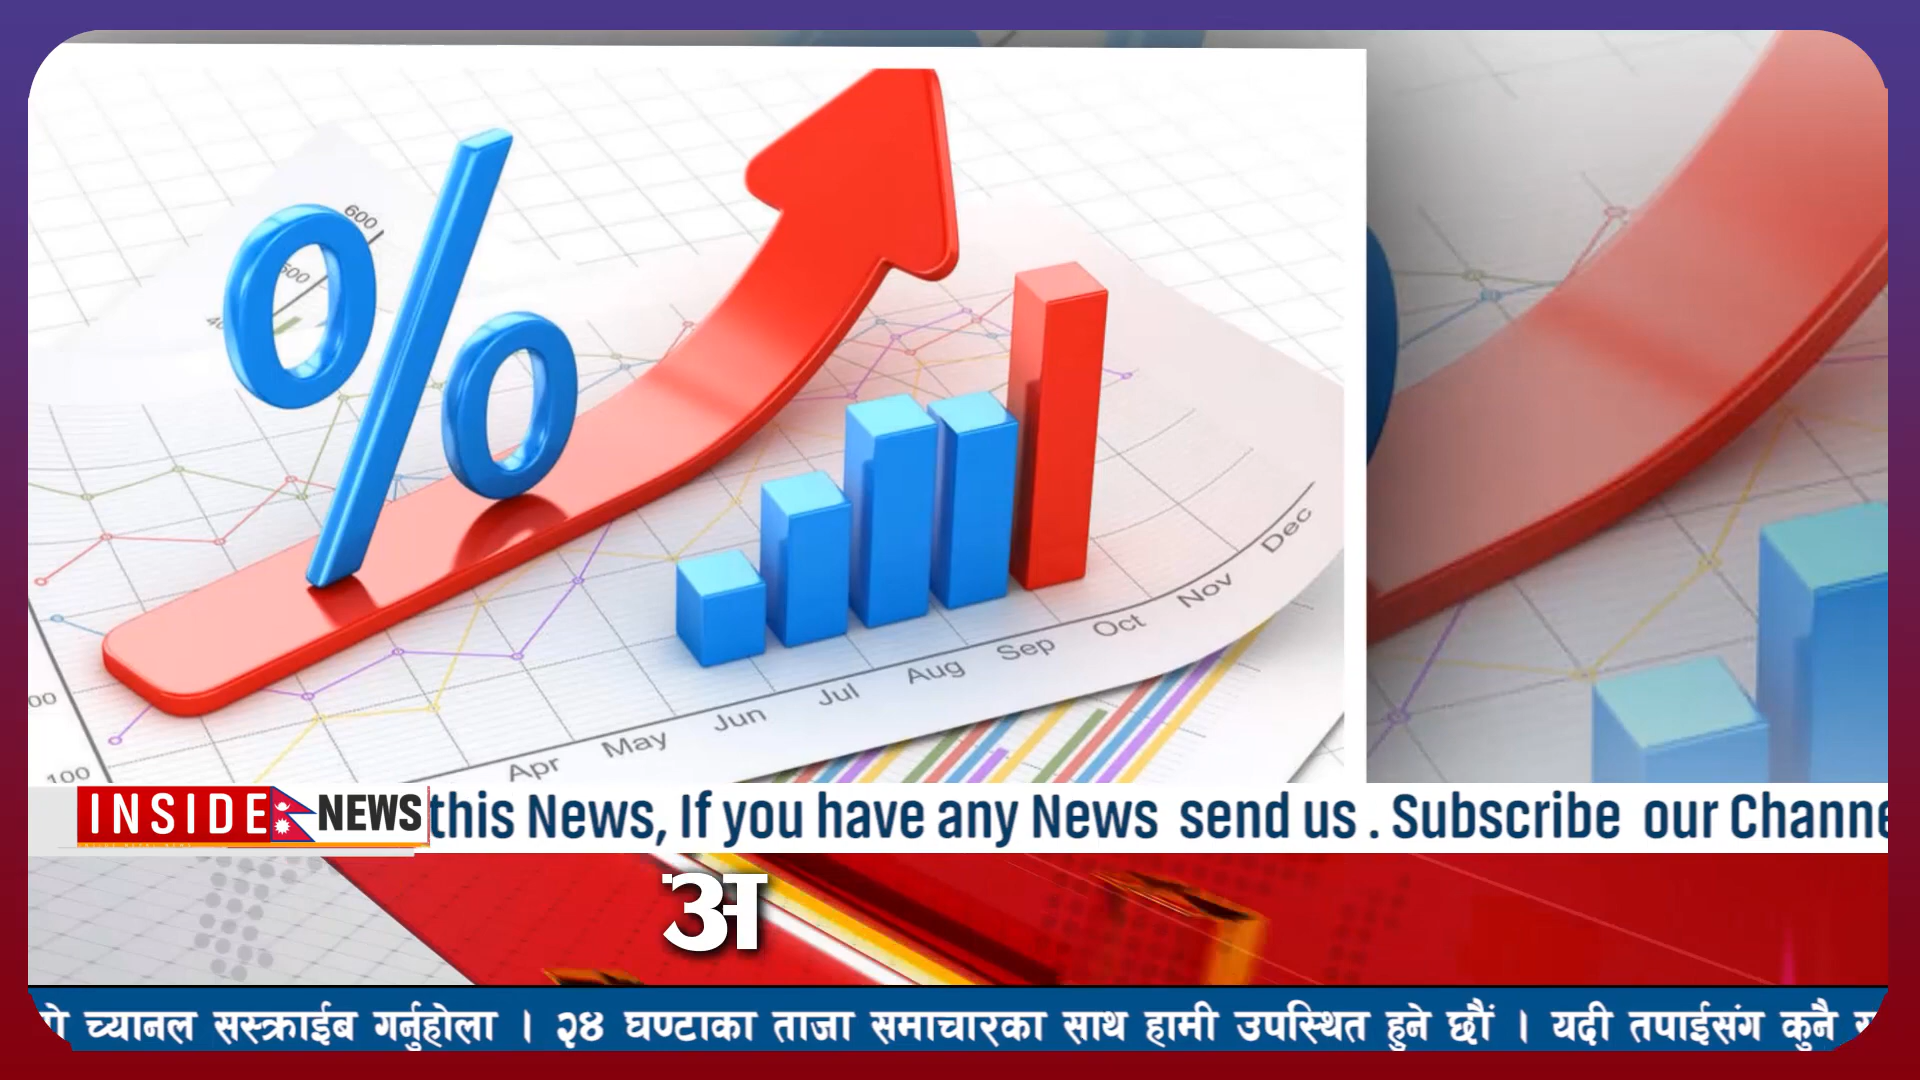 %
600
500
100
Apr May Jun Jul Aug Sep Oct Nov Dec
INSIDE NEWS
this News, If you have any News send us . Subscribe our Channe
अ
च्यानल सस्क्राईब गर्नुहोला । २४ घण्टाका ताजा समाचारका साथ हामी उपस्थित हुने छौं । यदी तपाईसंग कुनै